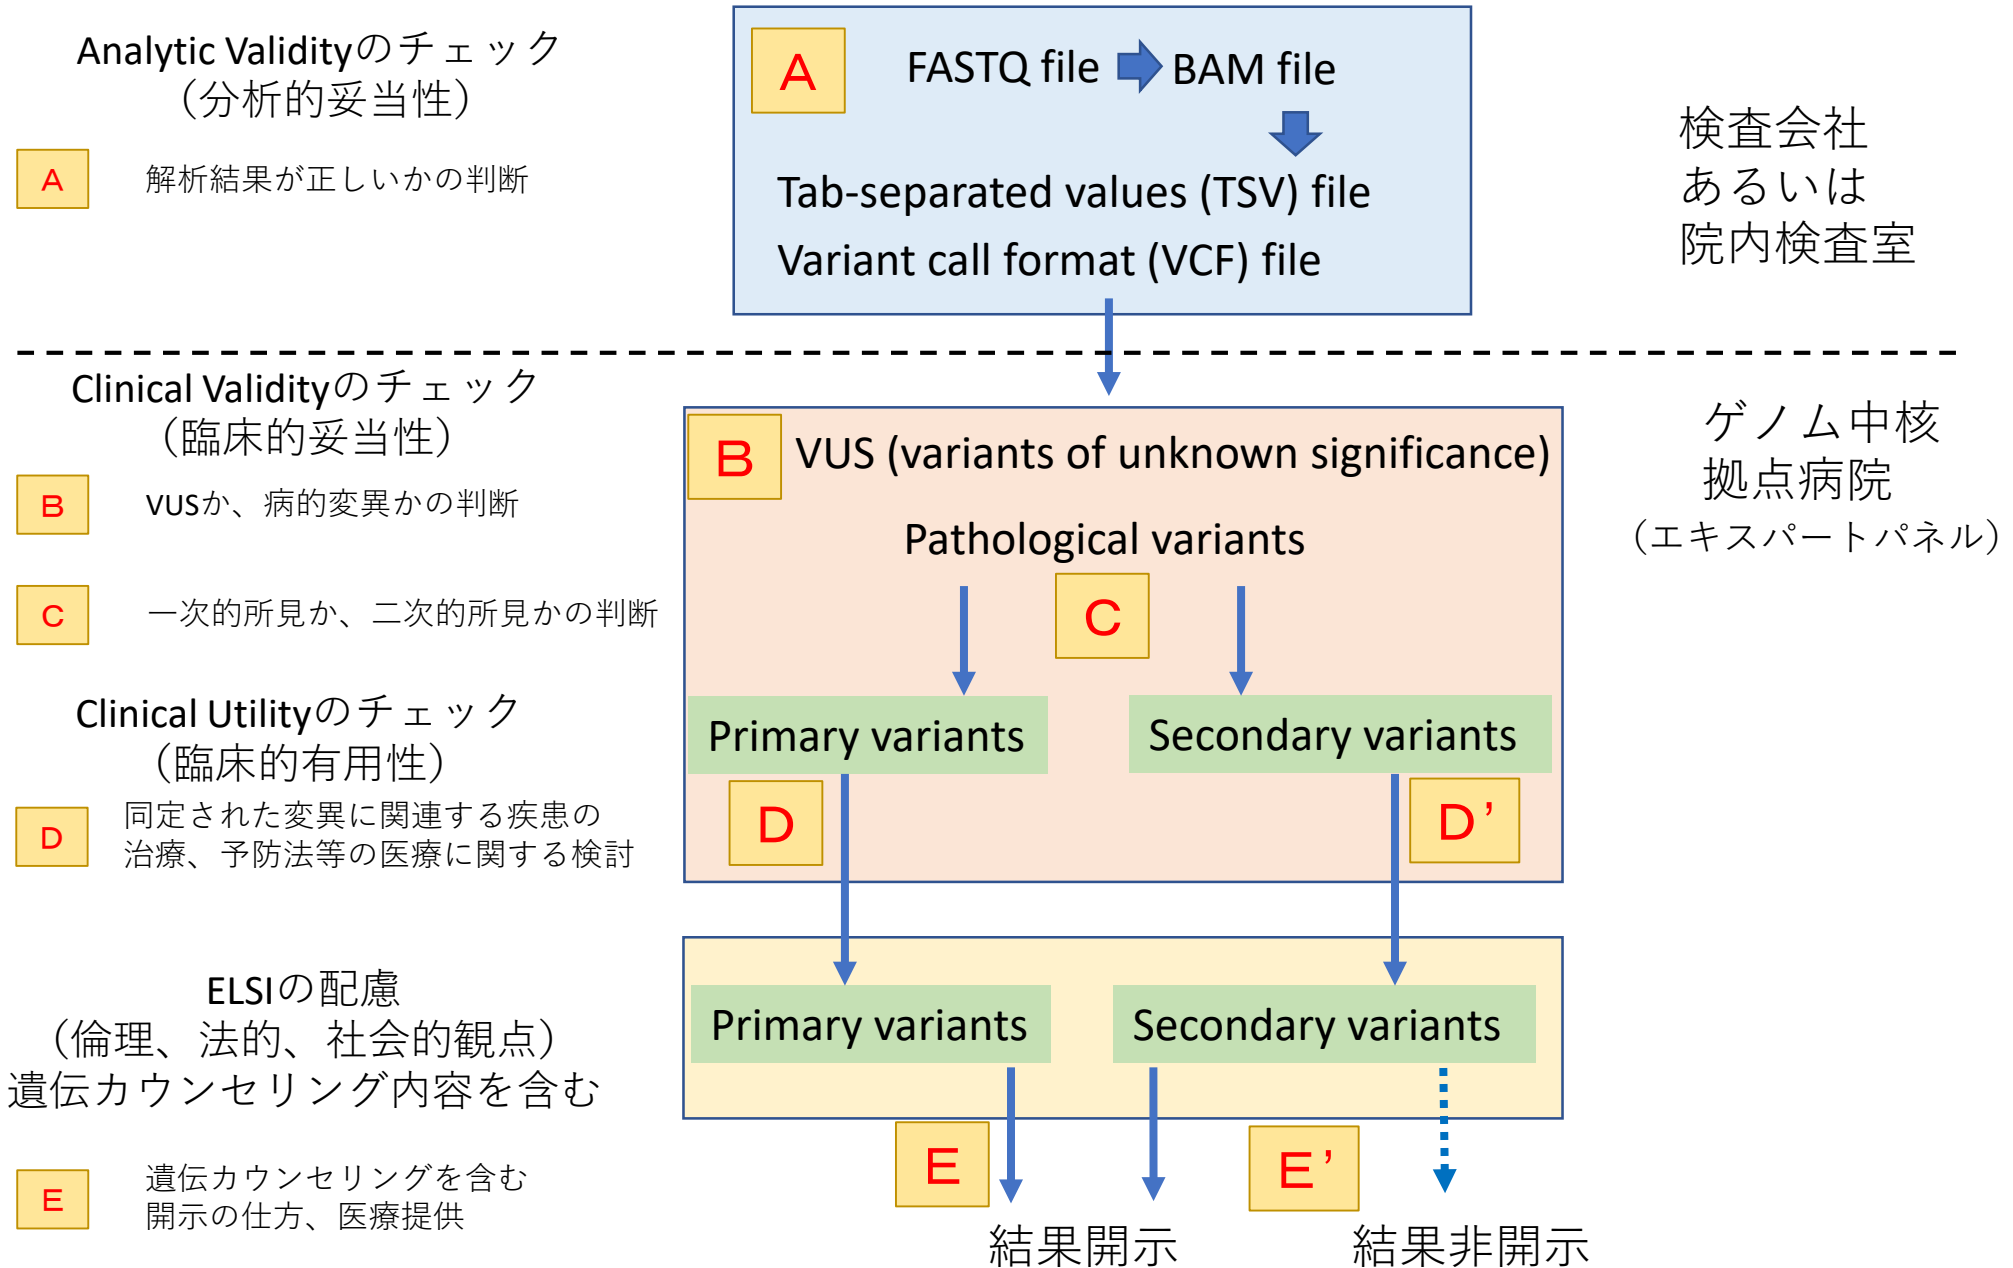 Analytic Validityのチェック
（分析的妥当性）
A
解析結果が正しいかの判断
A
FASTQ file
BAM file
Tab-separated values (TSV) file
Variant call format (VCF) file
検査会社
あるいは
院内検査室
Clinical Validityのチェック
（臨床的妥当性）
B
VUSか、病的変異かの判断
C
一次的所見か、二次的所見かの判断
B
VUS (variants of unknown significance)
Pathological variants
C
ゲノム中核
拠点病院
（エキスパートパネル）
Clinical Utilityのチェック
（臨床的有用性）
D
同定された変異に関連する疾患の
治療、予防法等の医療に関する検討
Primary variants
Secondary variants
D
D’
ELSIの配慮
（倫理、法的、社会的観点）
遺伝カウンセリング内容を含む
E
遺伝カウンセリングを含む
開示の仕方、医療提供
Primary variants
Secondary variants
E
E’
結果開示
結果非開示